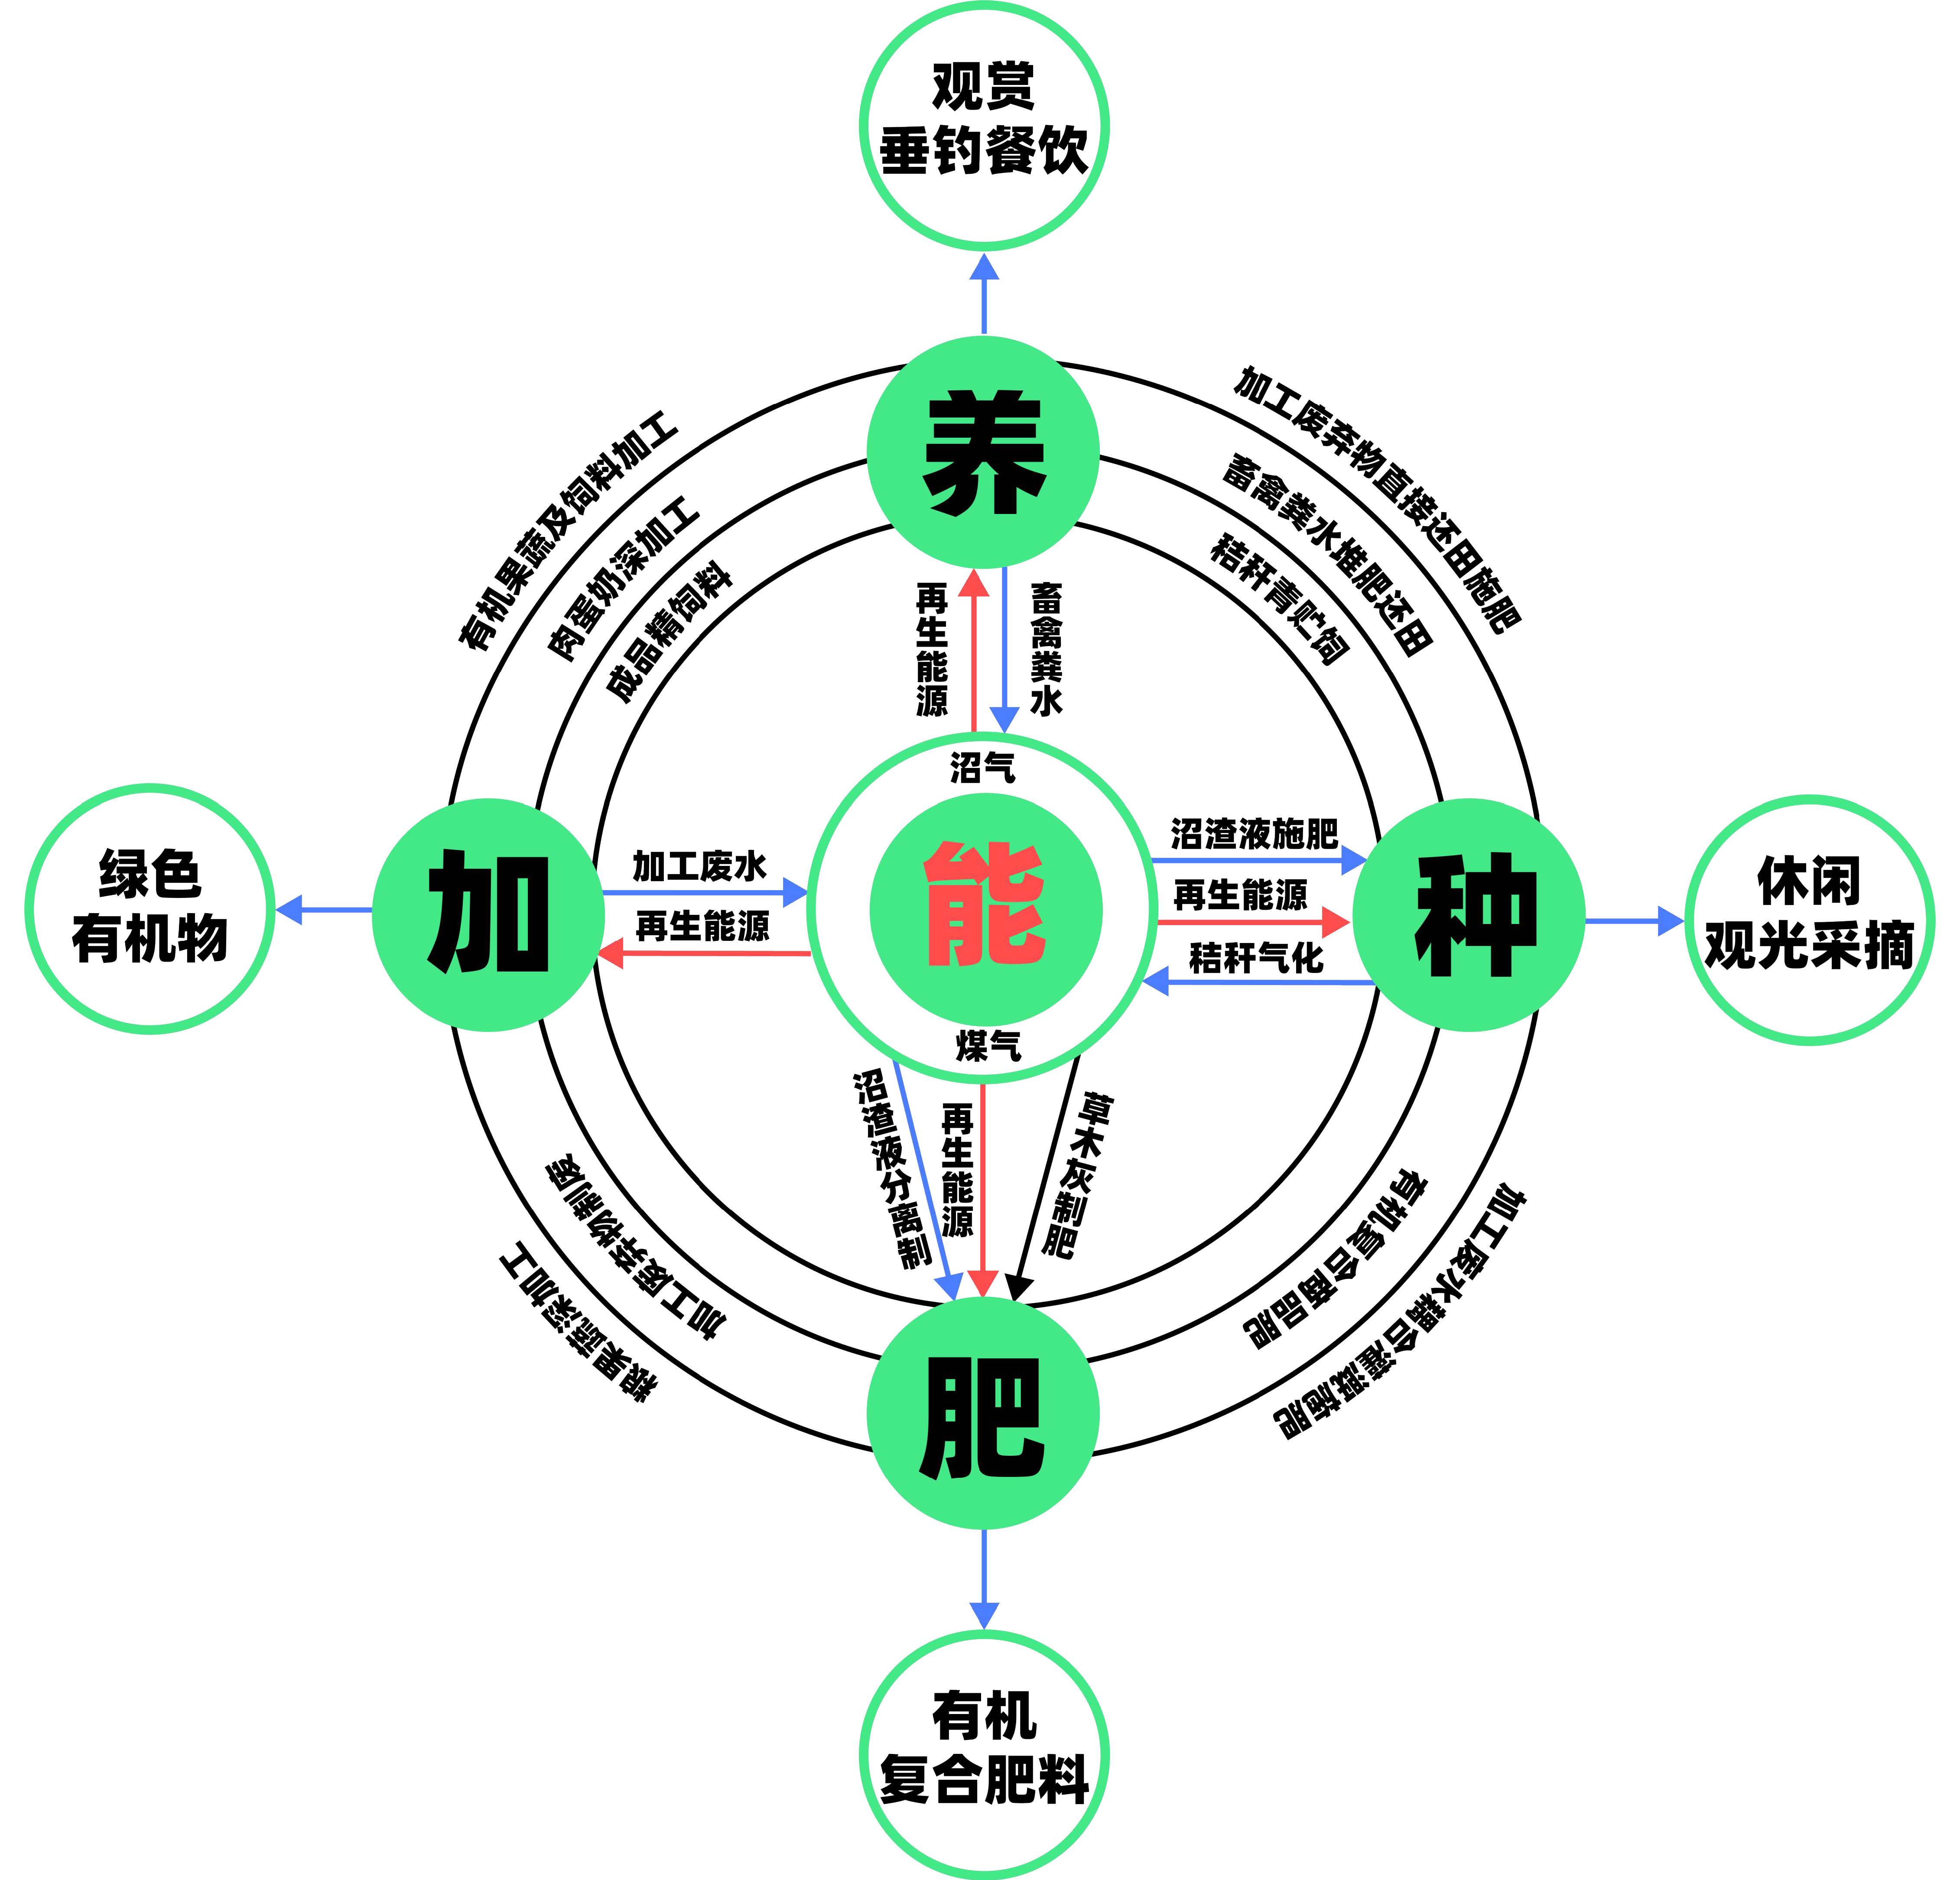 观赏
垂钓餐饮
养
有机果蔬及饲料加工
肉蛋奶深加工
成品精饲料
加工废弃物直接还田施肥
畜禽粪水堆肥还田
秸秆青贮饲
再生能源
畜禽粪水
沼气
能
煤气
绿色
有机物
加
加工废水
再生能源
沼渣液施肥
再生能源
秸秆气化
种
休闲
观光采摘
沼渣液分离制
再生能源
草木灰制肥
加工废弃物制炭
粮果蔬深加工
有机复合商品肥
加工废水耦合灌溉施肥
肥
有机
复合肥料